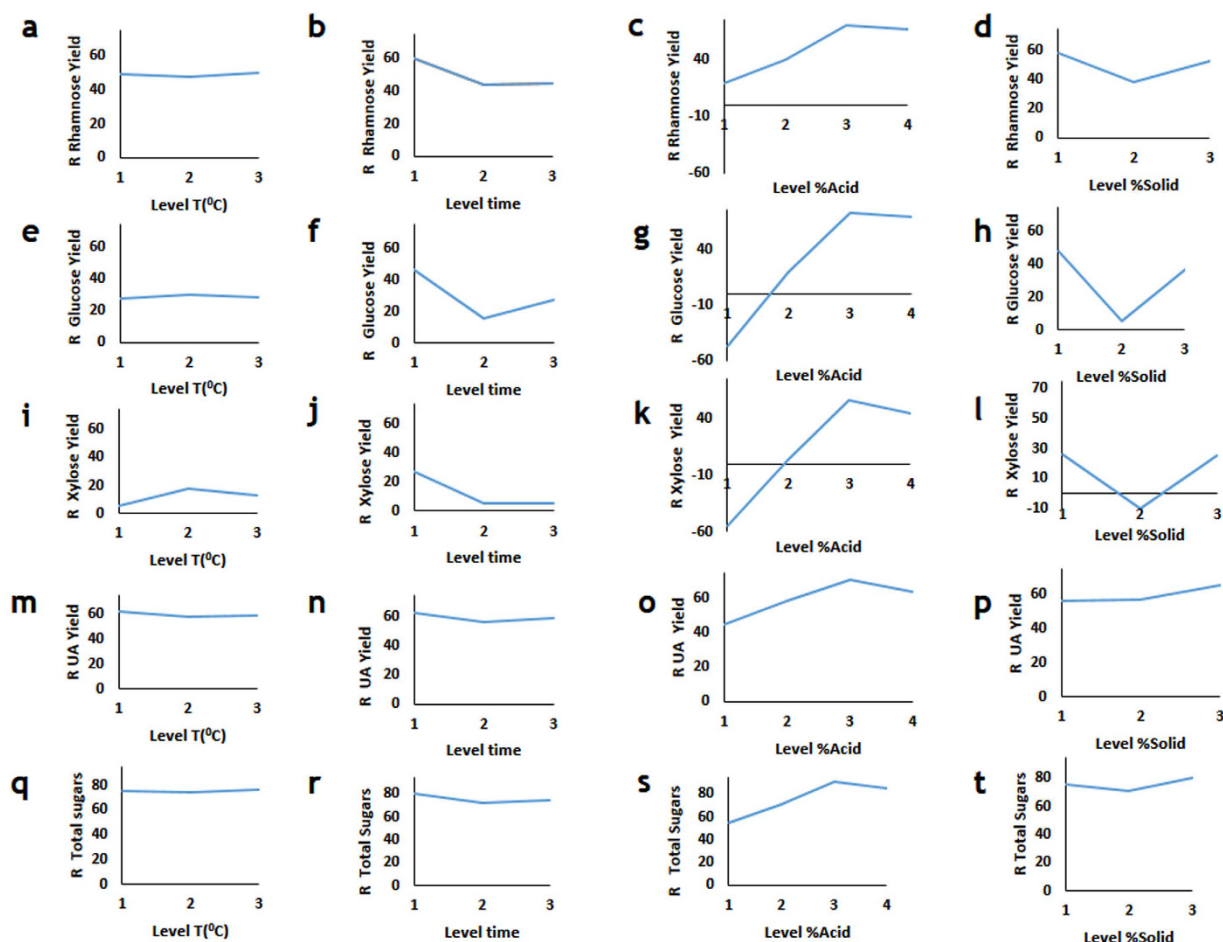 a
R Rhamnose Yield
60
40
20
0
1 2 3
Level T(⁰C)
b
R Rhamnose Yield
60
40
20
0
1 2 3
Level time
c
R Rhamnose Yield
40
-10
-60
1 2 3 4
Level %Acid
d
R Rhamnose Yield
60
40
20
0
1 2 3
Level %Solid
e
R Glucose Yield
60
40
20
0
1 2 3
Level T(⁰C)
f
R Glucose Yield
60
40
20
0
1 2 3
Level time
g
R Glucose Yield
40
-10
-60
1 2 3 4
Level %Acid
h
R Glucose Yield
60
40
20
0
1 2 3
Level %Solid
i
R Xylose Yield
60
40
20
0
1 2 3
Level T(⁰C)
j
R Xylose Yield
60
40
20
0
1 2 3
Level time
k
R Xylose Yield
40
-10
-60
1 2 3 4
Level %Acid
l
R Xylose Yield
70
50
30
10
-10
1 2 3
Level %Solid
m
R UA Yield
60
40
20
0
1 2 3
Level T(⁰C)
n
R UA Yield
60
40
20
0
1 2 3
Level time
o
R UA Yield
60
40
20
0
1 2 3 4
Level %Acid
p
R UA Yield
60
40
20
0
1 2 3
Level %Solid
q
R Total sugars
80
60
40
20
0
1 2 3
Level T(⁰C)
r
R Total Sugars
80
60
40
20
0
1 2 3
Level time
s
R Total Sugars
80
60
40
20
0
1 2 3 4
Level %Acid
t
R Total Sugars
80
60
40
20
0
1 2 3
Level %Solid